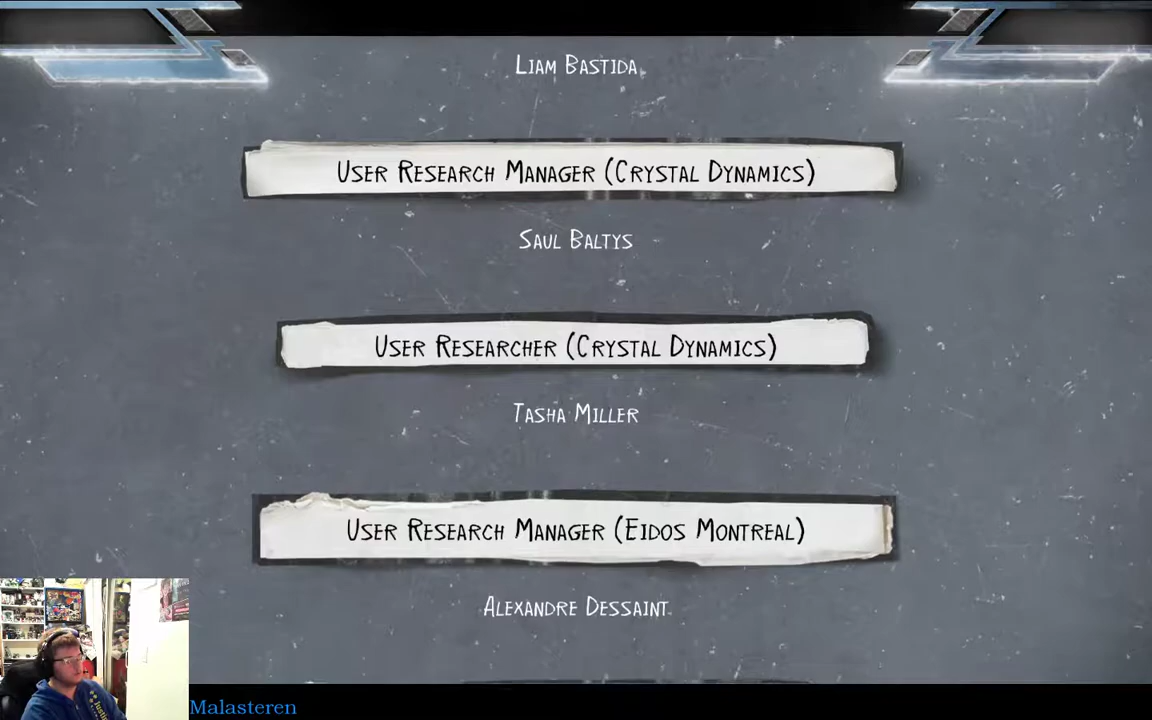 Liam Bastida
User Research Manager (Crystal Dynamics)
Saul Baltys
User Researcher (Crystal Dynamics)
Tasha Miller
User Research Manager (Eidos Montreal)
Alexandre Dessaint
Malasteren